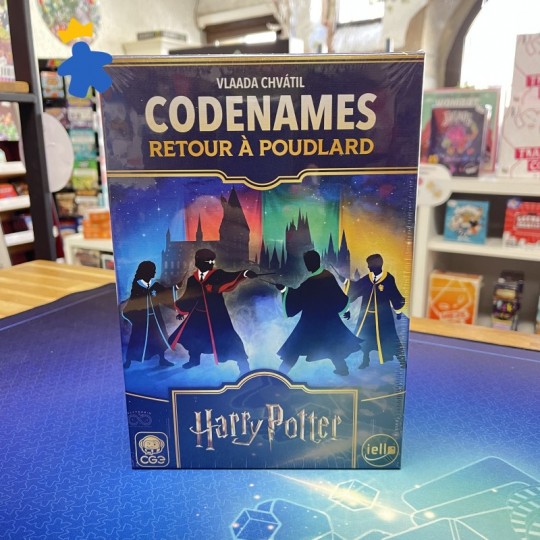 VLAADA CHVÁTIL
CODENAMES
RETOUR À POUDLARD
Harry Potter
CGE
iello